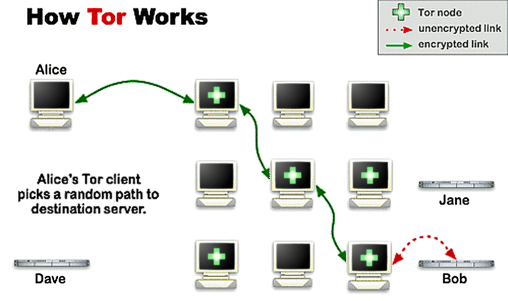 How Tor Works
Tor node
unencrypted link
encrypted link
Alice
Alice's Tor client
picks a random path to
destination server.
Jane
Dave
Bob